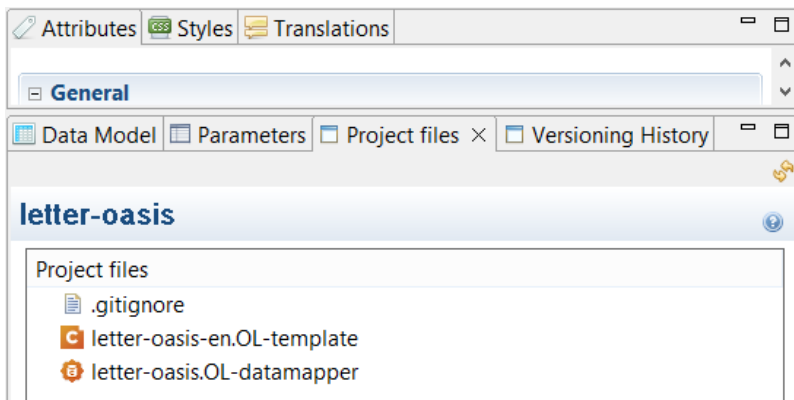 Attributes CSS Styles Translations
General
Data Model Parameters Project files Versioning History
letter-oasis
Project files
.gitignore
letter-oasis-en.OL-template
letter-oasis.OL-datamapper